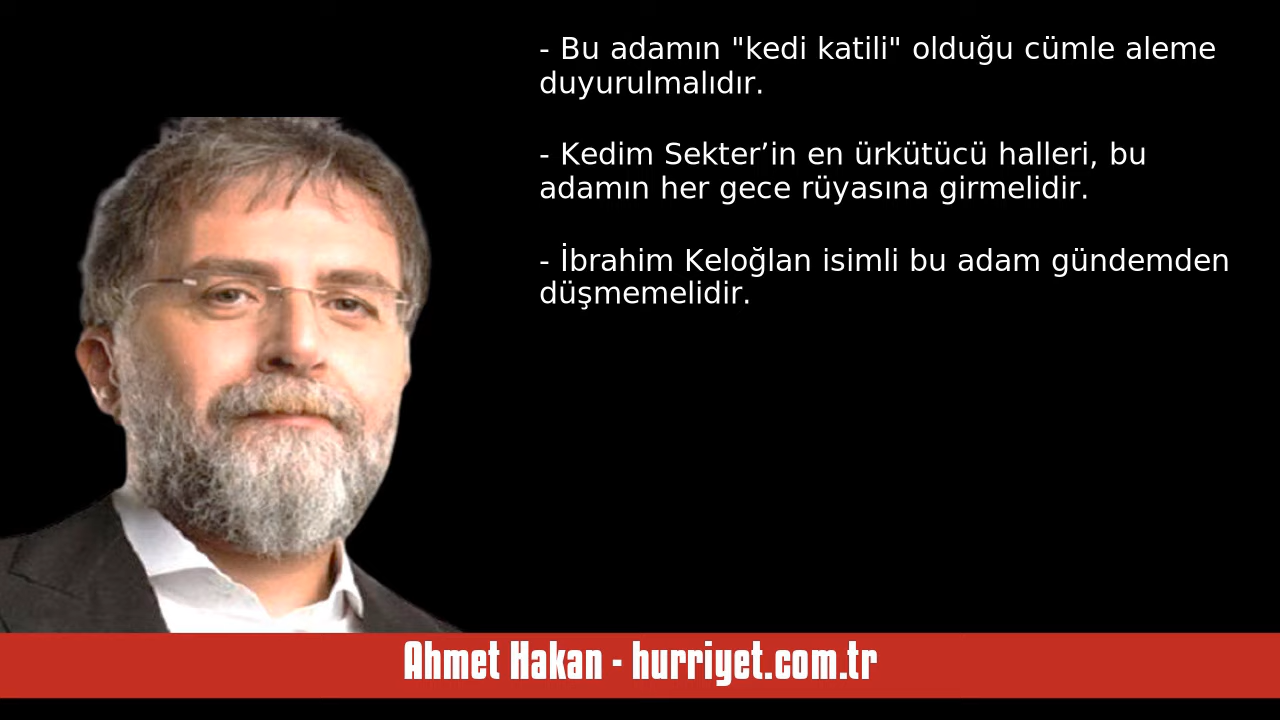 - Bu adamın "kedi katili" olduğu cümle aleme
duyurulmalıdır.
- Kedim Sekter’in en ürkütücü halleri, bu
adamın her gece rüyasına girmelidir.
- İbrahim Keloğlan isimli bu adam gündemden
düşmemelidir.
Ahmet Hakan - hurriyet.com.tr